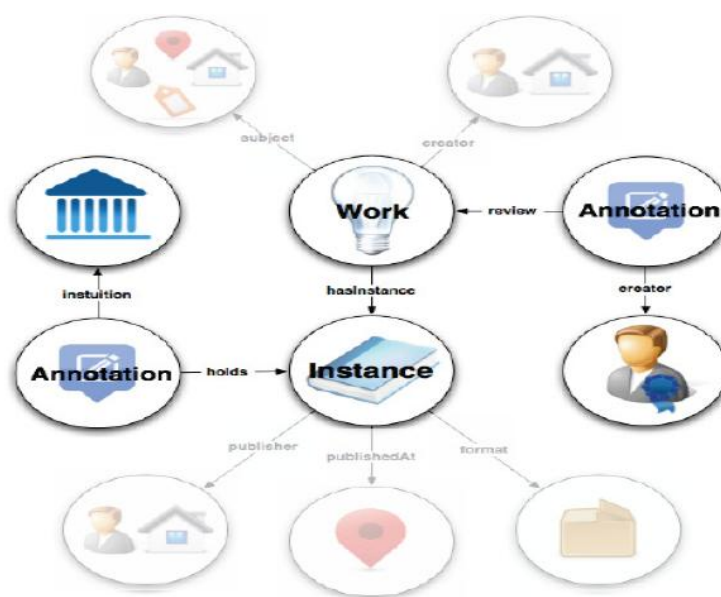 subject
creator
Work
review
Annotation
instuition
hasInstance
creator
Annotation
holds
Instance
publisher
publishedAt
format